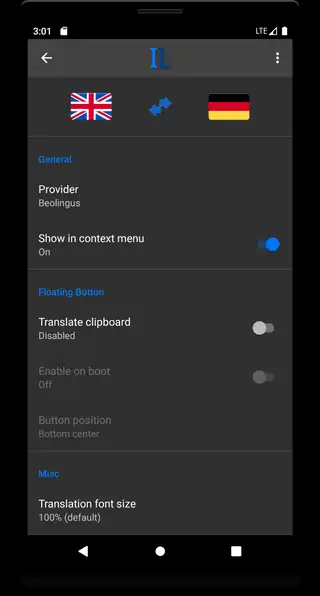 3:01
LTE
IL
General
Provider
Beolingus
Show in context menu
On
Floating Button
Translate clipboard
Disabled
Enable on boot
Off
Button position
Bottom center
Misc
Translation font size
100% (default)